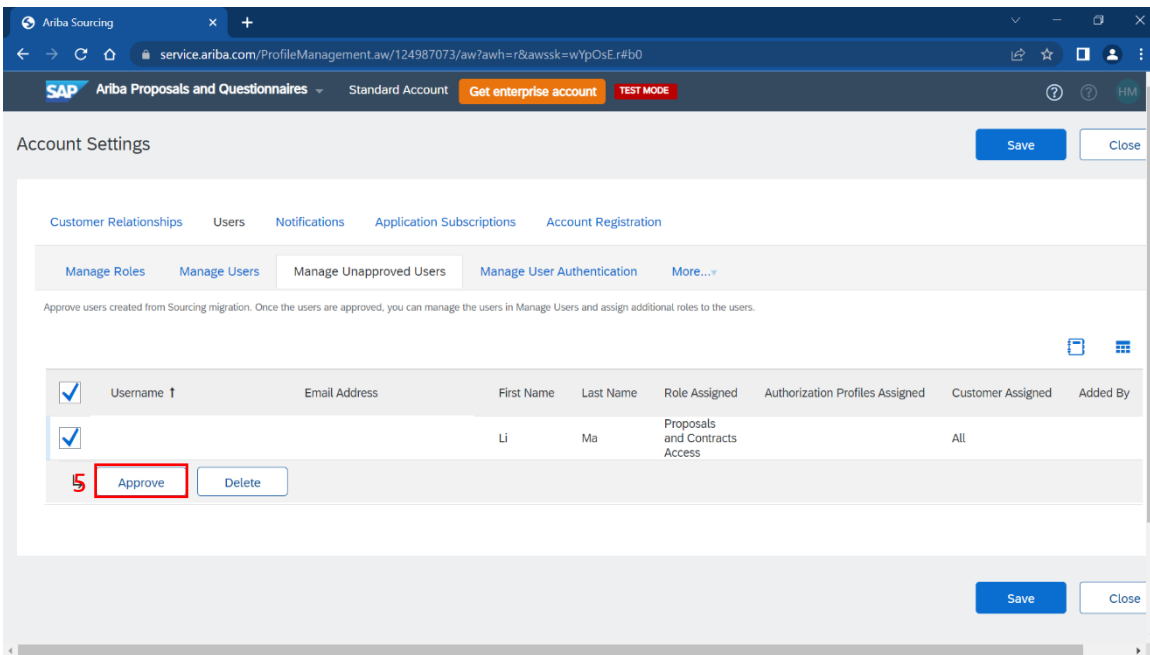 Ariba Sourcing
service.ariba.com/ProfileManagement.aw/124987073/aw?awh=r&awssk=wYpOsE.r#b0
SAP Ariba Proposals and Questionnaires Standard Account Get enterprise account TEST MODE HM
Account Settings Save Close
Customer Relationships Users Notifications Application Subscriptions Account Registration
Manage Roles Manage Users Manage Unapproved Users Manage User Authentication More...
Approve users created from Sourcing migration. Once the users are approved, you can manage the users in Manage Users and assign additional roles to the users.
Username ↑ Email Address First Name Last Name Role Assigned Authorization Profiles Assigned Customer Assigned Added By
Li Ma Proposals and Contracts Access All
5 Approve Delete
Save Close